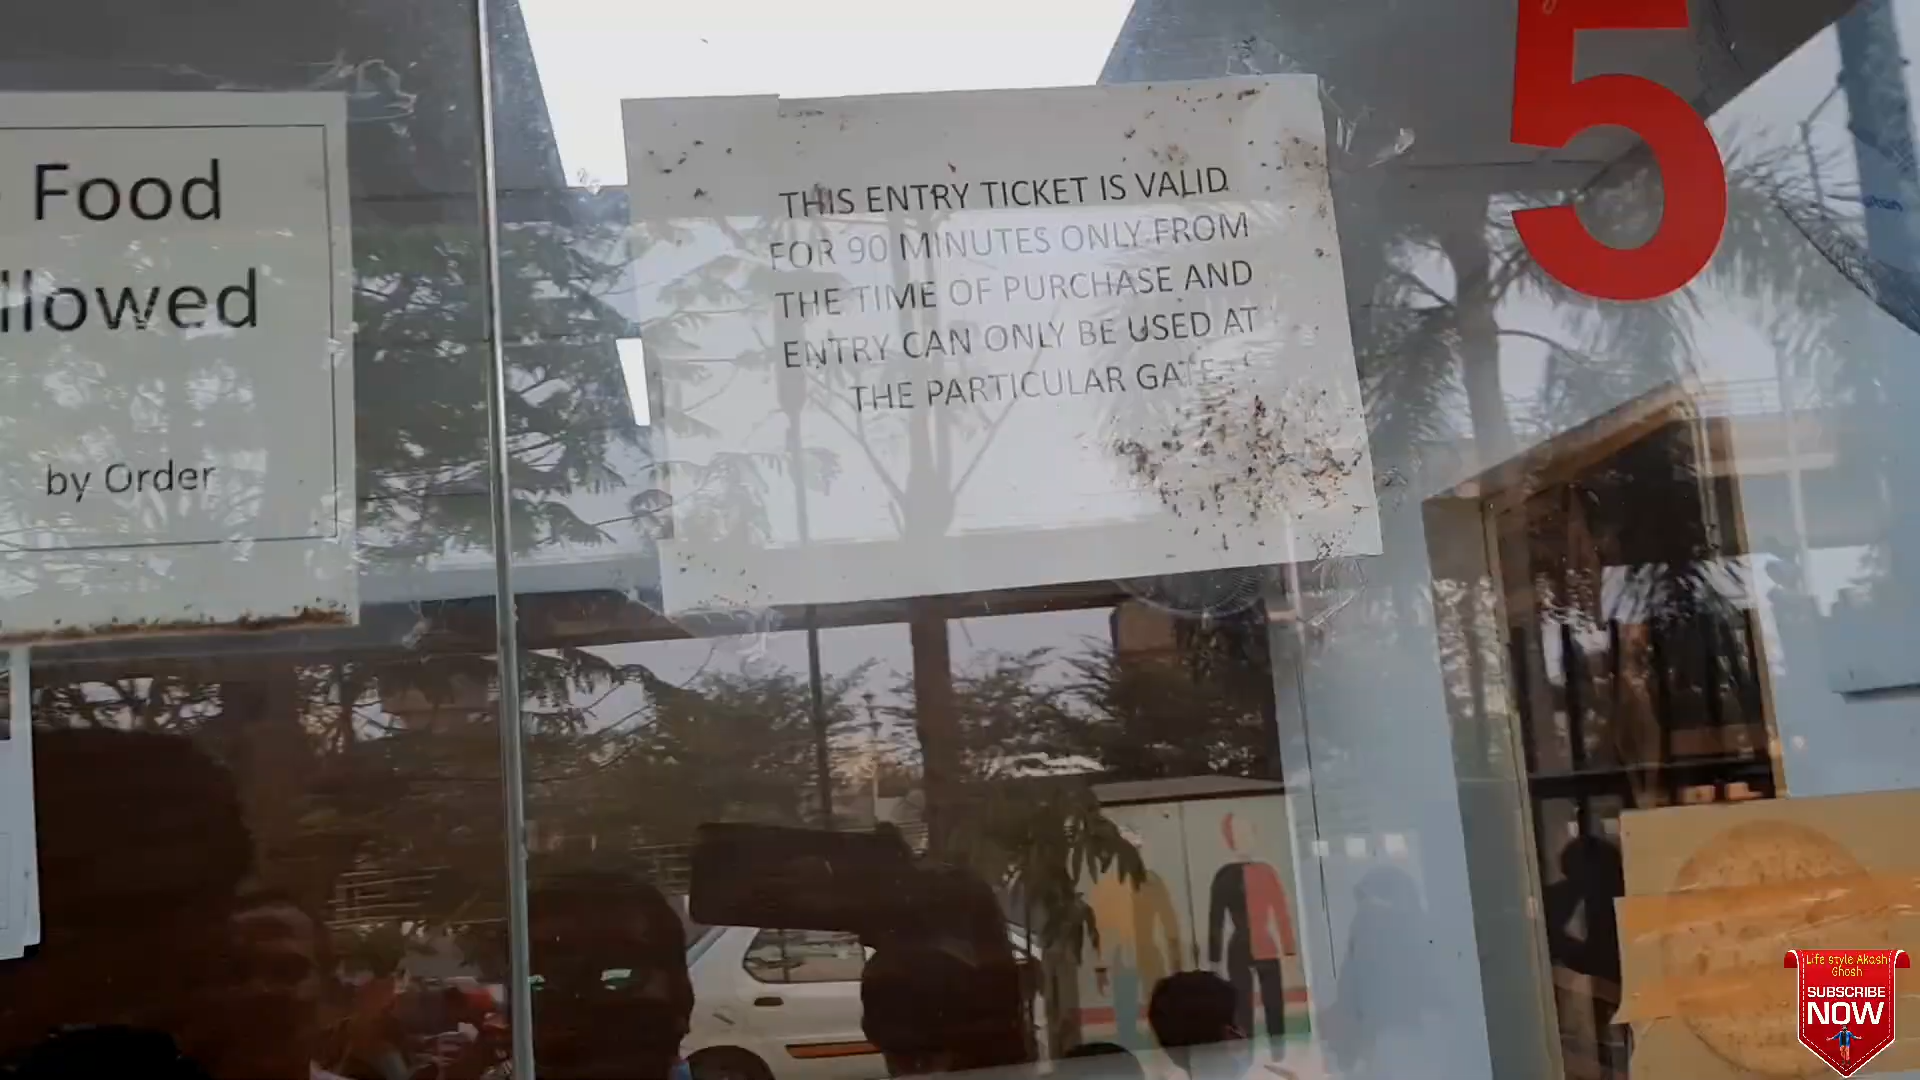 Food
llowed
by Order
THIS ENTRY TICKET IS VALID
FOR 90 MINUTES ONLY FROM
THE TIME OF PURCHASE AND
ENTRY CAN ONLY BE USED AT
THE PARTICULAR GATE
5
Life style Akash
Ghosh
SUBSCRIBE
NOW